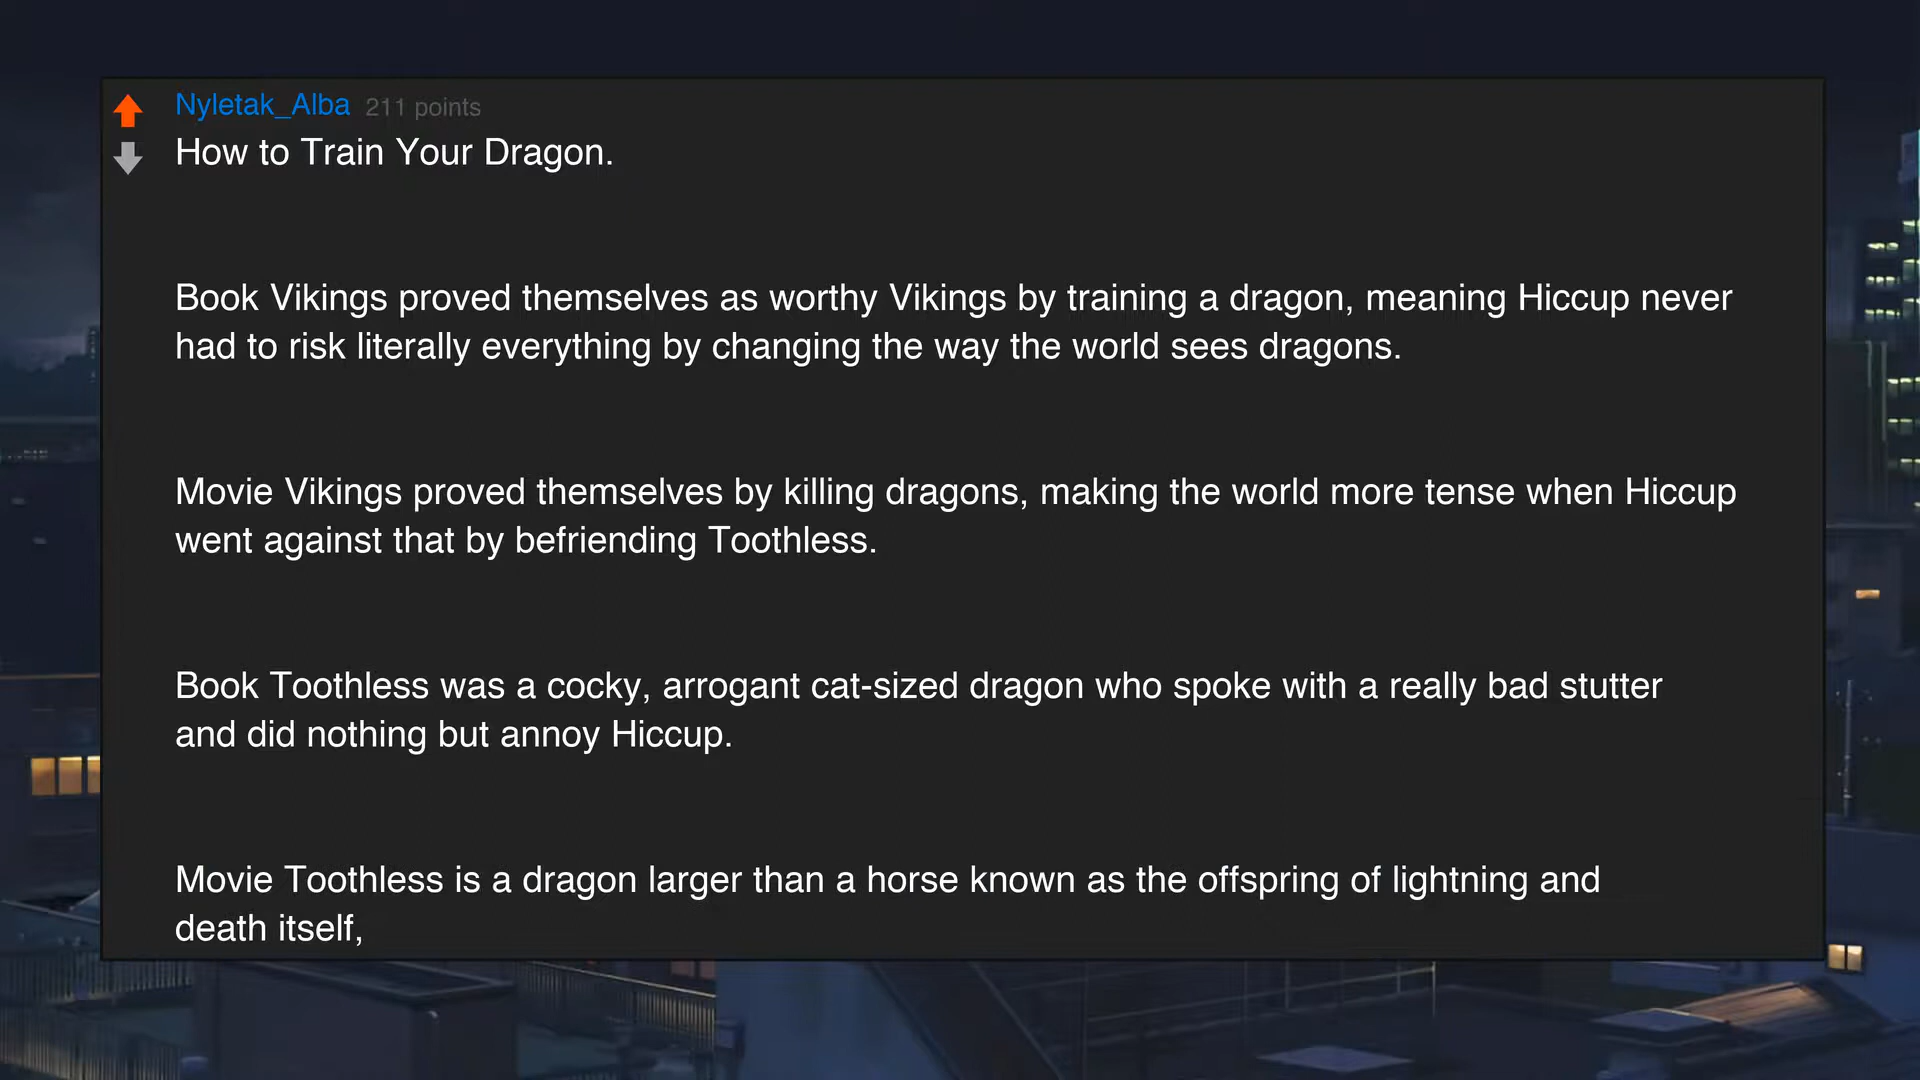 Nyletak_Alba 211 points
How to Train Your Dragon.
Book Vikings proved themselves as worthy Vikings by training a dragon, meaning Hiccup never
had to risk literally everything by changing the way the world sees dragons.
Movie Vikings proved themselves by killing dragons, making the world more tense when Hiccup
went against that by befriending Toothless.
Book Toothless was a cocky, arrogant cat-sized dragon who spoke with a really bad stutter
and did nothing but annoy Hiccup.
Movie Toothless is a dragon larger than a horse known as the offspring of lightning and
death itself,